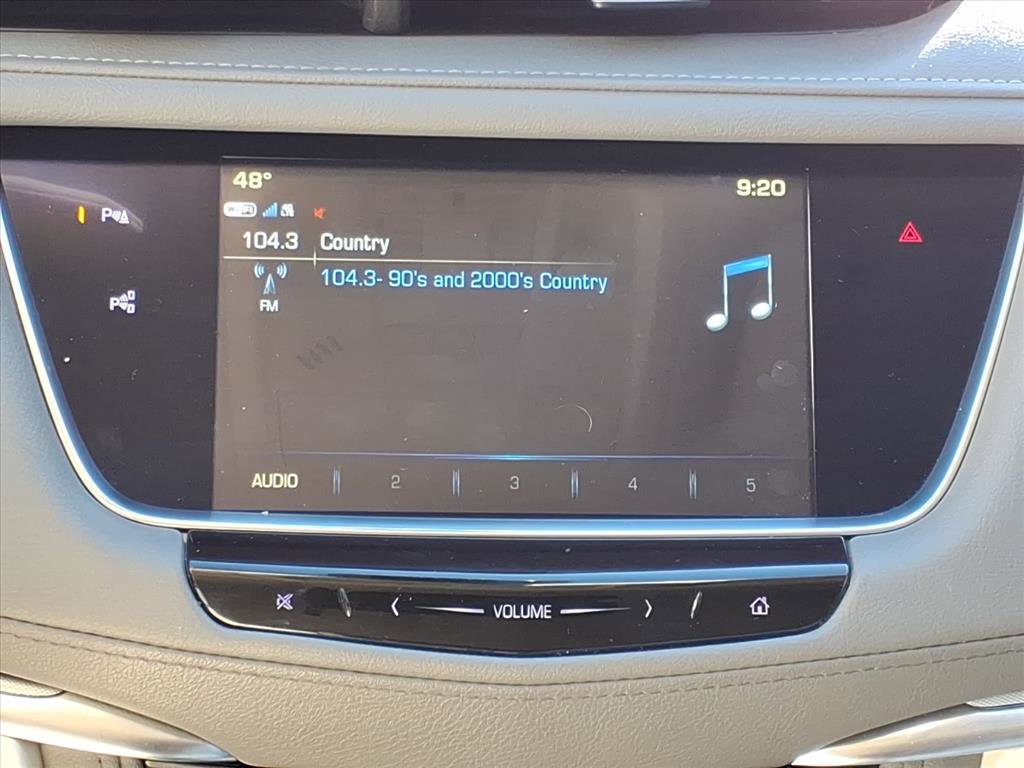 48° 9:20
WiFi
104.3 Country
104.3- 90's and 2000's Country
FM
P
P
AUDIO 2 3 4 5
VOLUME